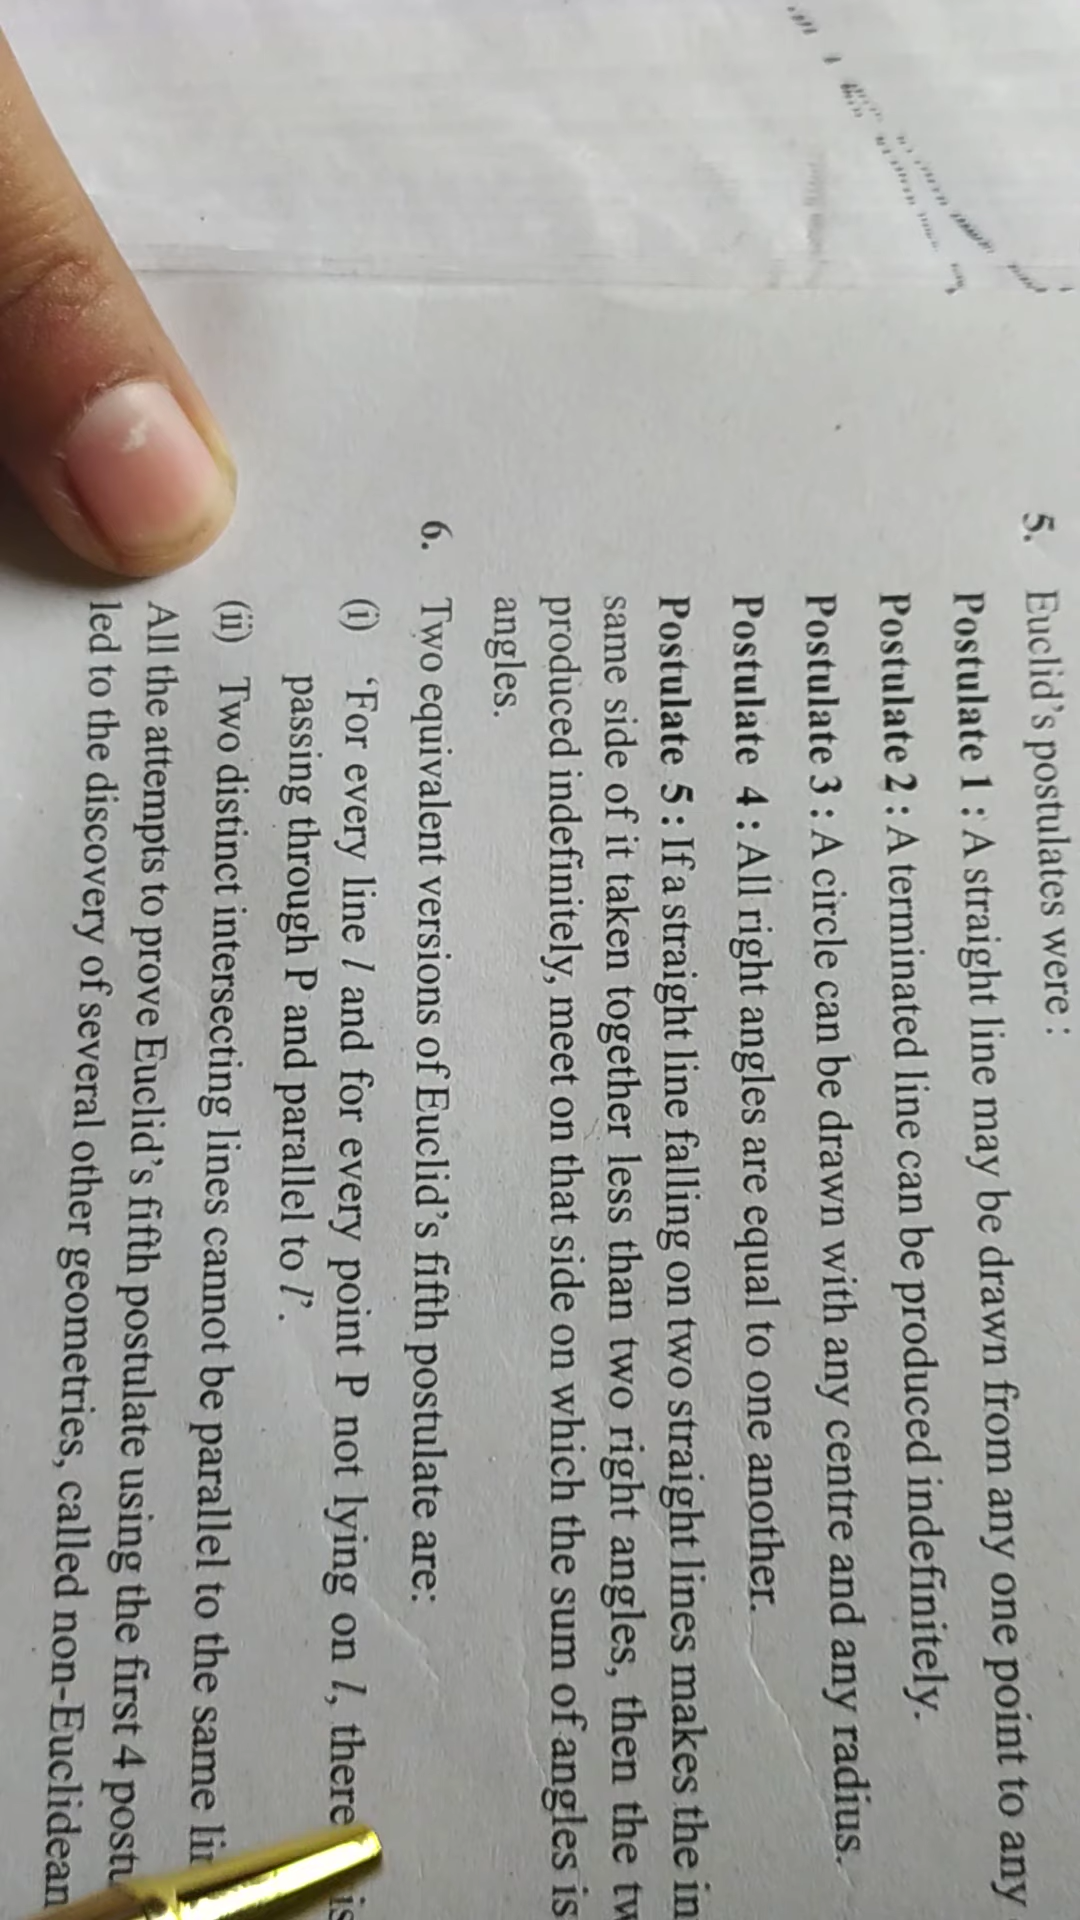 5. Euclid's postulates were :
Postulate 1 : A straight line may be drawn from any one point to any
Postulate 2 : A terminated line can be produced indefinitely.
Postulate 3 : A circle can be drawn with any centre and any radius.
Postulate 4 : All right angles are equal to one another.
Postulate 5 : If a straight line falling on two straight lines makes the in
same side of it taken together less than two right angles, then the tw
produced indefinitely, meet on that side on which the sum of angles is
angles.
6. Two equivalent versions of Euclid's fifth postulate are:
(i) 'For every line l and for every point P not lying on l, there is
passing through P and parallel to l'.
(ii) Two distinct intersecting lines cannot be parallel to the same lin
All the attempts to prove Euclid's fifth postulate using the first 4 postu
led to the discovery of several other geometries, called non-Euclidean